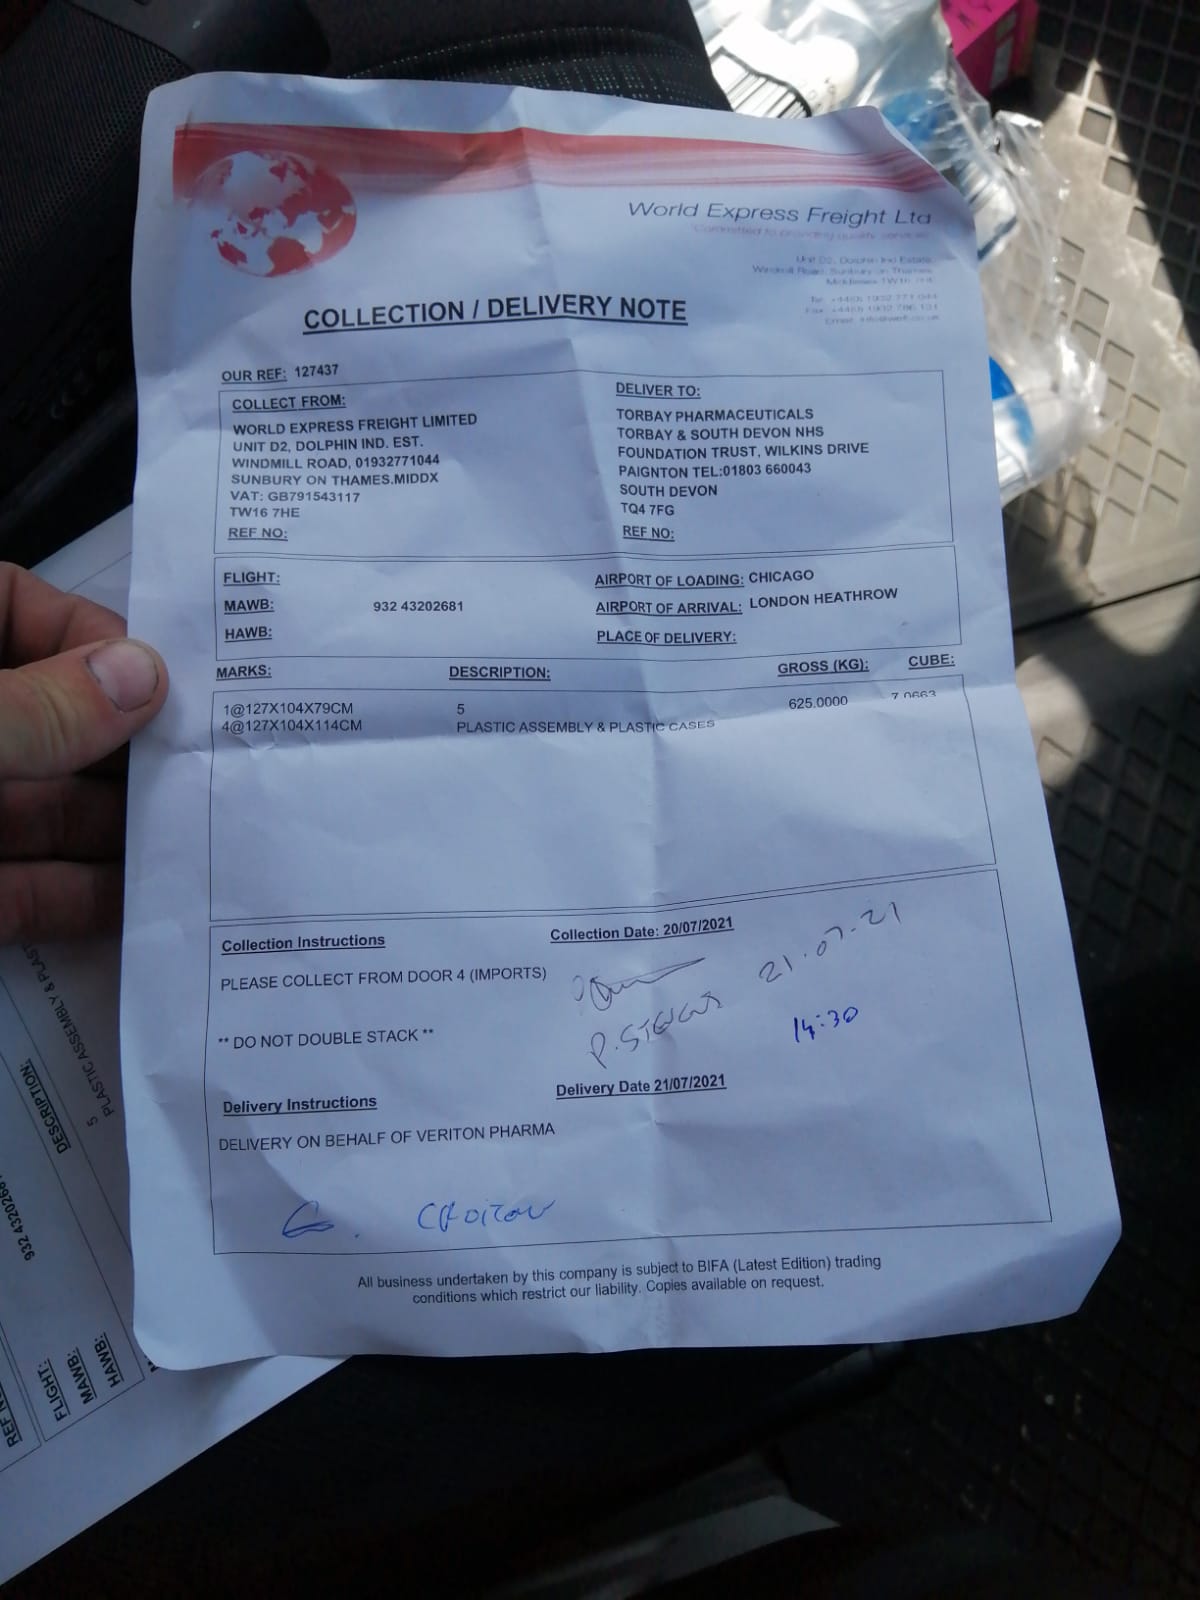 World Express Freight Ltd
Committed to providing quality service
Unit D2, Dolphin Ind Estate,
Windmill Road, Sunbury on Thames,
Middlesex TW16 7HE
Tel: +44(0) 1932 771 044
Fax: +44(0) 1932 786 131
COLLECTION / DELIVERY NOTE
OUR REF: 127437
COLLECT FROM:
WORLD EXPRESS FREIGHT LIMITED
UNIT D2, DOLPHIN IND. EST.
WINDMILL ROAD, 01932771044
SUNBURY ON THAMES.MIDDX
VAT: GB791543117
TW16 7HE
REF NO:
DELIVER TO:
TORBAY PHARMACEUTICALS
TORBAY & SOUTH DEVON NHS
FOUNDATION TRUST, WILKINS DRIVE
PAIGNTON TEL:01803 660043
SOUTH DEVON
TQ4 7FG
REF NO:
FLIGHT:
MAWB: 932 43202681
HAWB:
AIRPORT OF LOADING: CHICAGO
AIRPORT OF ARRIVAL: LONDON HEATHROW
PLACE OF DELIVERY:
MARKS: DESCRIPTION: GROSS (KG): CUBE:
1@127X104X79CM 5 625.0000 7.0663
4@127X104X114CM PLASTIC ASSEMBLY & PLASTIC CASES
Collection Instructions Collection Date: 20/07/2021
PLEASE COLLECT FROM DOOR 4 (IMPORTS)
21.07.21
** DO NOT DOUBLE STACK **
P.
14:30
Delivery Instructions Delivery Date 21/07/2021
DELIVERY ON BEHALF OF VERITON PHARMA
All business undertaken by this company is subject to BIFA (Latest Edition) trading
conditions which restrict our liability. Copies available on request.
PLASTIC ASSEMBLY & PLAST
5
DESCRIPTION:
932 4320268
HAWB:
MAWB:
FLIGHT:
REF NO